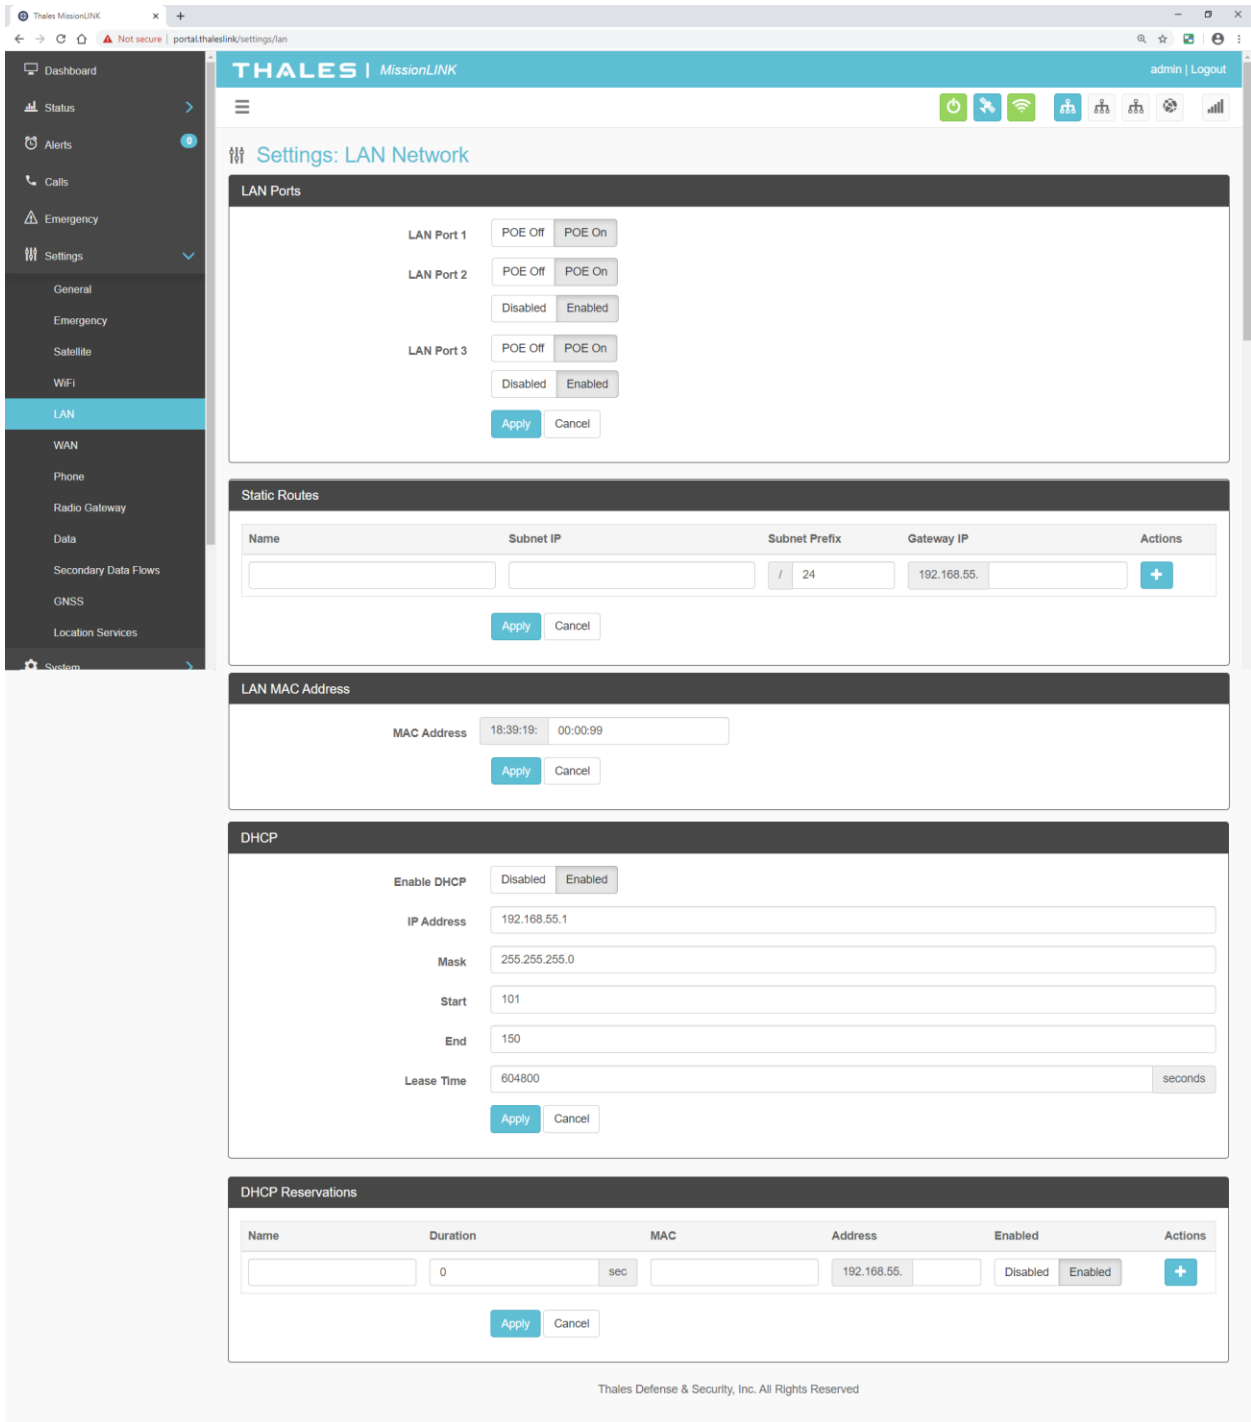 Thales MissionLINK
Not secure | portal.thaleslink/settings/lan
Dashboard
Status
Alerts 0
Calls
Emergency
Settings
General
Emergency
Satellite
WiFi
LAN
WAN
Phone
Radio Gateway
Data
Secondary Data Flows
GNSS
Location Services
System
THALES | MissionLINK admin | Logout
Settings: LAN Network
LAN Ports
LAN Port 1 POE Off POE On
LAN Port 2 POE Off POE On
Disabled Enabled
LAN Port 3 POE Off POE On
Disabled Enabled
Apply Cancel
Static Routes
Name Subnet IP Subnet Prefix Gateway IP Actions
/ 24 192.168.55. +
Apply Cancel
LAN MAC Address
MAC Address 18:39:19: 00:00:99
Apply Cancel
DHCP
Enable DHCP Disabled Enabled
IP Address 192.168.55.1
Mask 255.255.255.0
Start 101
End 150
Lease Time 604800 seconds
Apply Cancel
DHCP Reservations
Name Duration MAC Address Enabled Actions
0 sec 192.168.55. Disabled Enabled +
Apply Cancel
Thales Defense & Security, Inc. All Rights Reserved